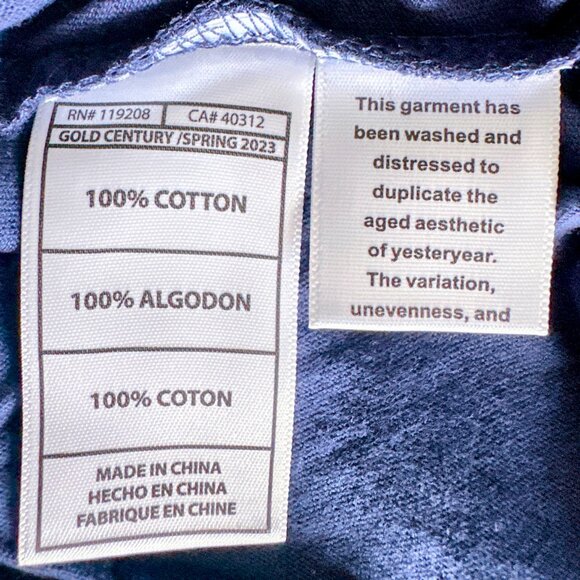 RN# 119208 CA# 40312
GOLD CENTURY /SPRING 2023
100% COTTON
100% ALGODON
100% COTON
MADE IN CHINA
HECHO EN CHINA
FABRIQUE EN CHINE
This garment has
been washed and
distressed to
duplicate the
aged aesthetic
of yesteryear.
The variation,
unevenness, and